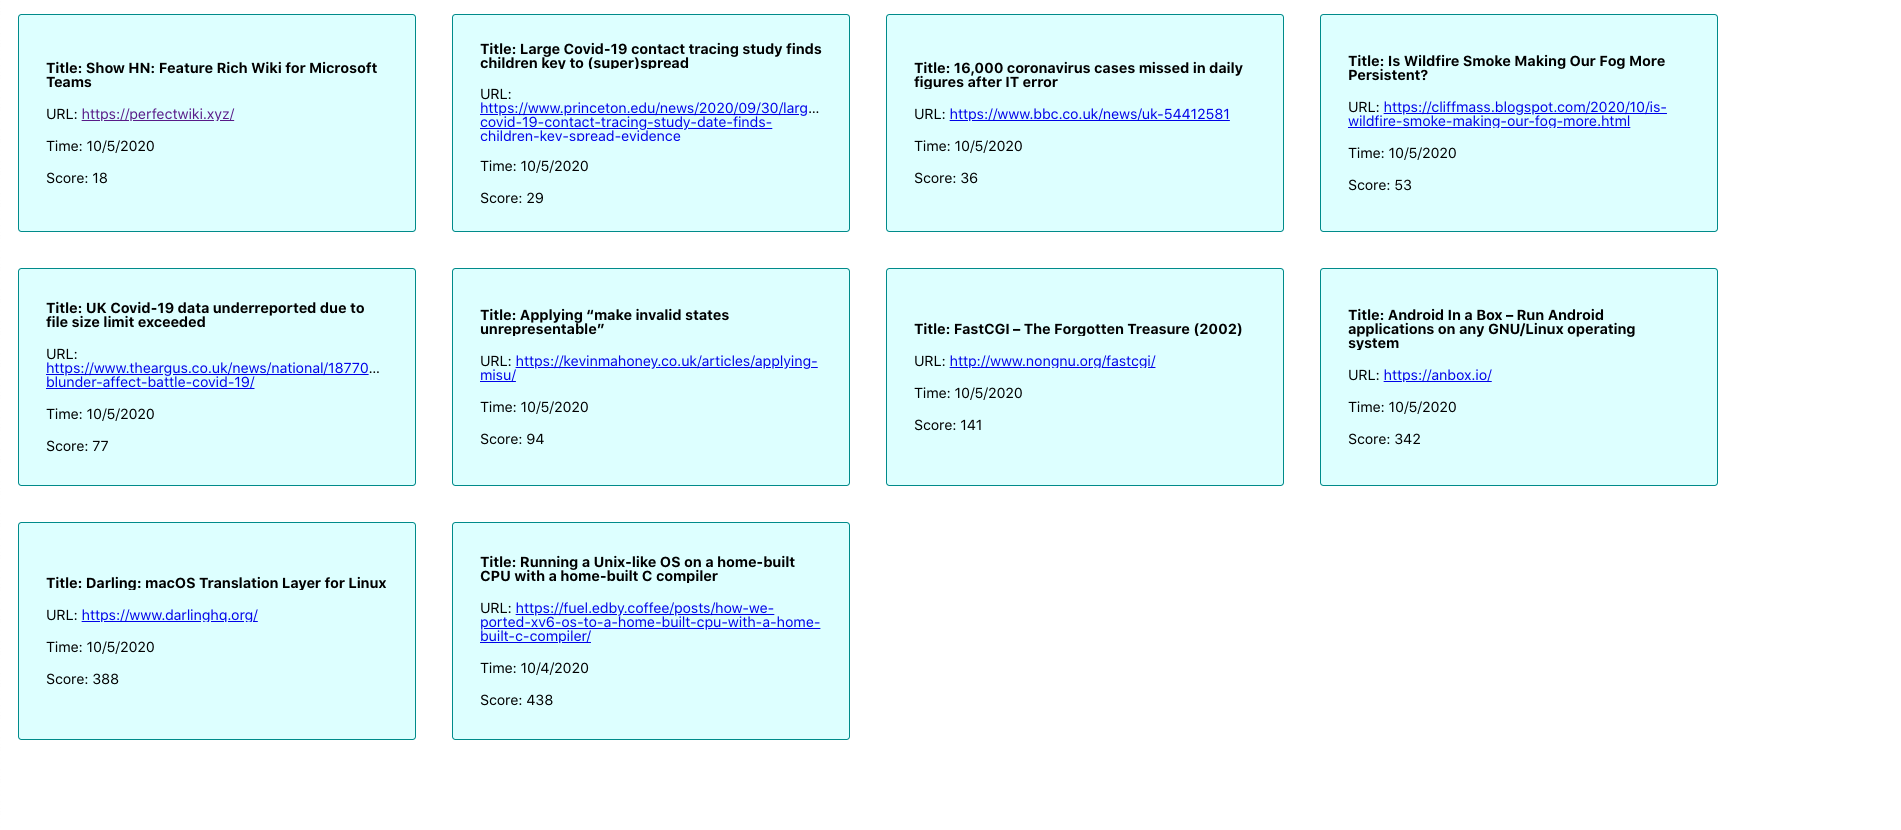 Title: Show HN: Feature Rich Wiki for Microsoft
Teams
URL: https://perfectwiki.xyz/
Time: 10/5/2020
Score: 18
Title: Large Covid-19 contact tracing study finds
children key to (super)spread
URL:
https://www.princeton.edu/news/2020/09/30/larg...
covid-19-contact-tracing-study-date-finds-
children-key-spread-evidence
Time: 10/5/2020
Score: 29
Title: 16,000 coronavirus cases missed in daily
figures after IT error
URL: https://www.bbc.co.uk/news/uk-54412581
Time: 10/5/2020
Score: 36
Title: Is Wildfire Smoke Making Our Fog More
Persistent?
URL: https://cliffmass.blogspot.com/2020/10/is-
wildfire-smoke-making-our-fog-more.html
Time: 10/5/2020
Score: 53
Title: UK Covid-19 data underreported due to
file size limit exceeded
URL:
https://www.theargus.co.uk/news/national/18770...
blunder-affect-battle-covid-19/
Time: 10/5/2020
Score: 77
Title: Applying “make invalid states
unrepresentable”
URL: https://kevinmahoney.co.uk/articles/applying-
misu/
Time: 10/5/2020
Score: 94
Title: FastCGI – The Forgotten Treasure (2002)
URL: http://www.nongnu.org/fastcgi/
Time: 10/5/2020
Score: 141
Title: Android In a Box – Run Android
applications on any GNU/Linux operating
system
URL: https://anbox.io/
Time: 10/5/2020
Score: 342
Title: Darling: macOS Translation Layer for Linux
URL: https://www.darlinghq.org/
Time: 10/5/2020
Score: 388
Title: Running a Unix-like OS on a home-built
CPU with a home-built C compiler
URL: https://fuel.edby.coffee/posts/how-we-
ported-xv6-os-to-a-home-built-cpu-with-a-home-
built-c-compiler/
Time: 10/4/2020
Score: 438